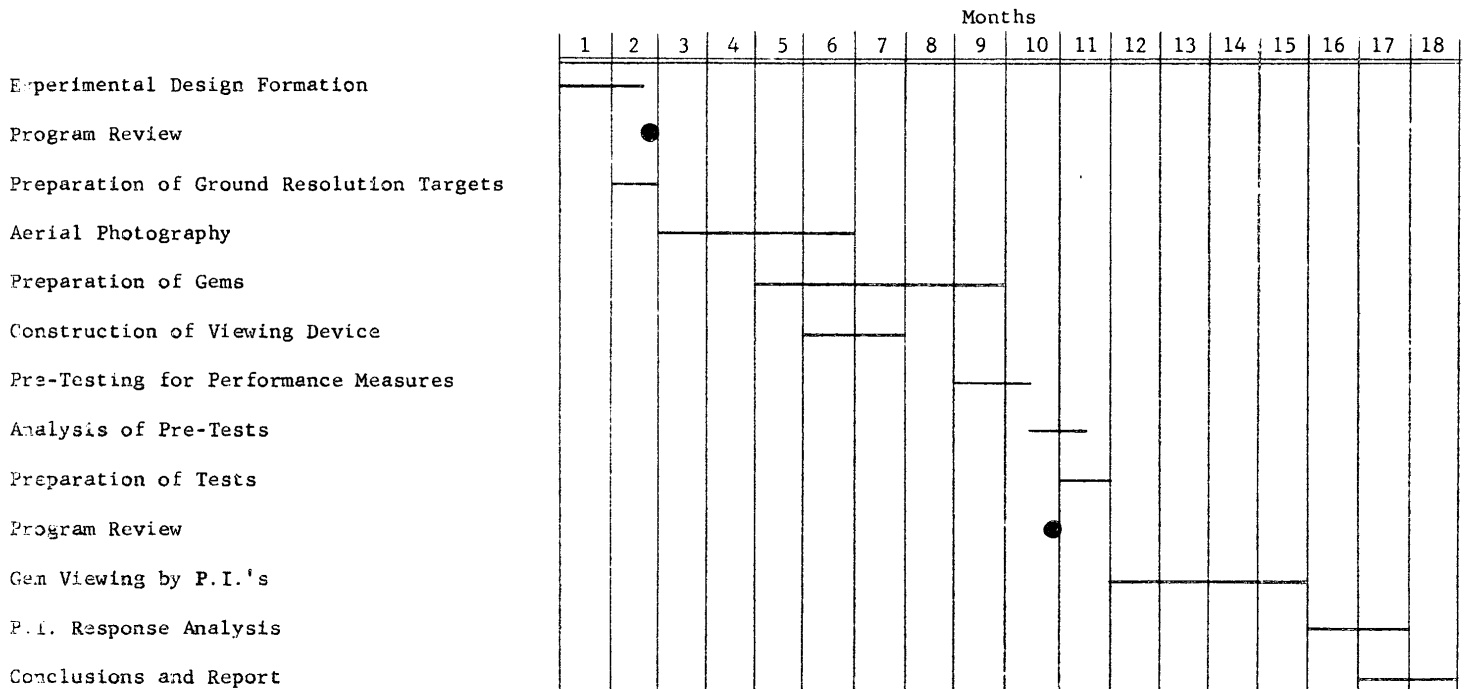 Months
1 2 3 4 5 6 7 8 9 10 11 12 13 14 15 16 17 18
Experimental Design Formation
Program Review
Preparation of Ground Resolution Targets
Aerial Photography
Preparation of Gems
Construction of Viewing Device
Pre-Testing for Performance Measures
Analysis of Pre-Tests
Preparation of Tests
Program Review
Gem Viewing by P.I.'s
P.I. Response Analysis
Conclusions and Report